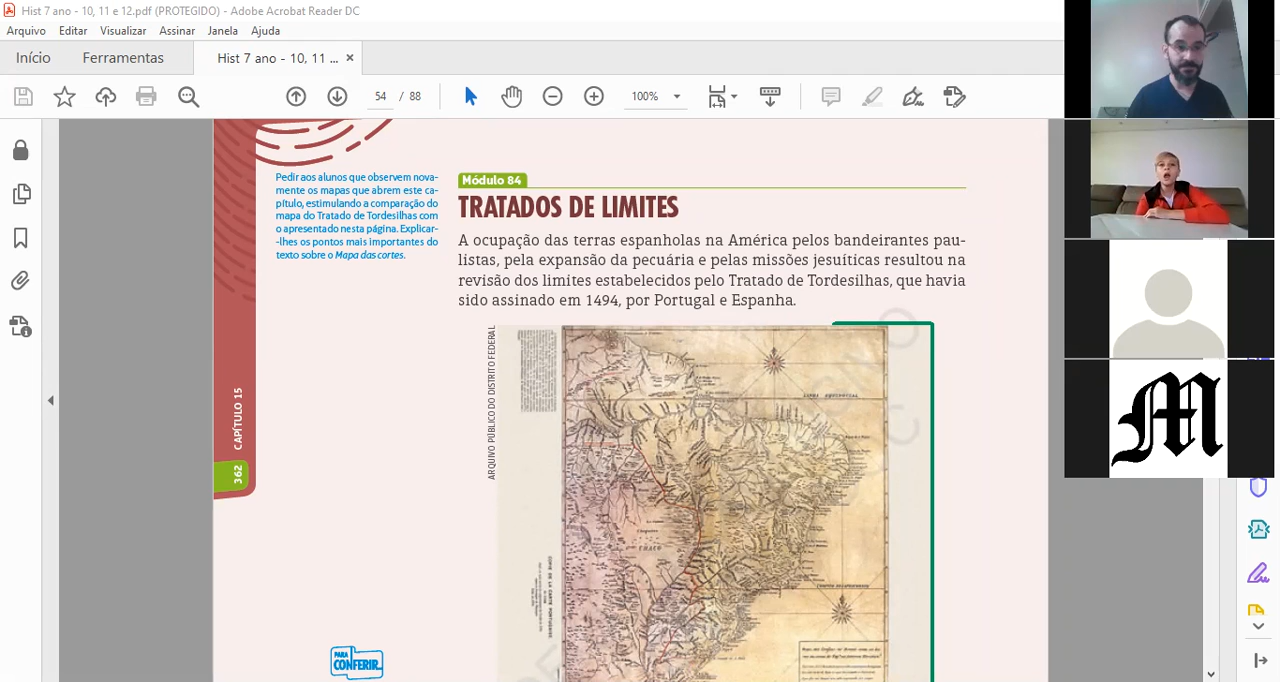 Hist 7 ano - 10, 11 e 12.pdf (PROTEGIDO) - Adobe Acrobat Reader DC
Arquivo Editar Visualizar Assinar Janela Ajuda
Início Ferramentas Hist 7 ano - 10, 11 ... ×
54 / 88 100%
Pedir aos alunos que observem nova-
mente os mapas que abrem este ca-
pítulo, estimulando a comparação do
mapa do Tratado de Tordesilhas com
o apresentado nesta página. Explicar-
-lhes os pontos mais importantes do
texto sobre o Mapa das cortes.
Módulo 84
TRATADOS DE LIMITES
A ocupação das terras espanholas na América pelos bandeirantes pau-
listas, pela expansão da pecuária e pelas missões jesuíticas resultou na
revisão dos limites estabelecidos pelo Tratado de Tordesilhas, que havia
sido assinado em 1494, por Portugal e Espanha.
ARQUIVO PÚBLICO DO DISTRITO FEDERAL
CAPÍTULO 15
362
CHACO
PARA
CONFERIR
M